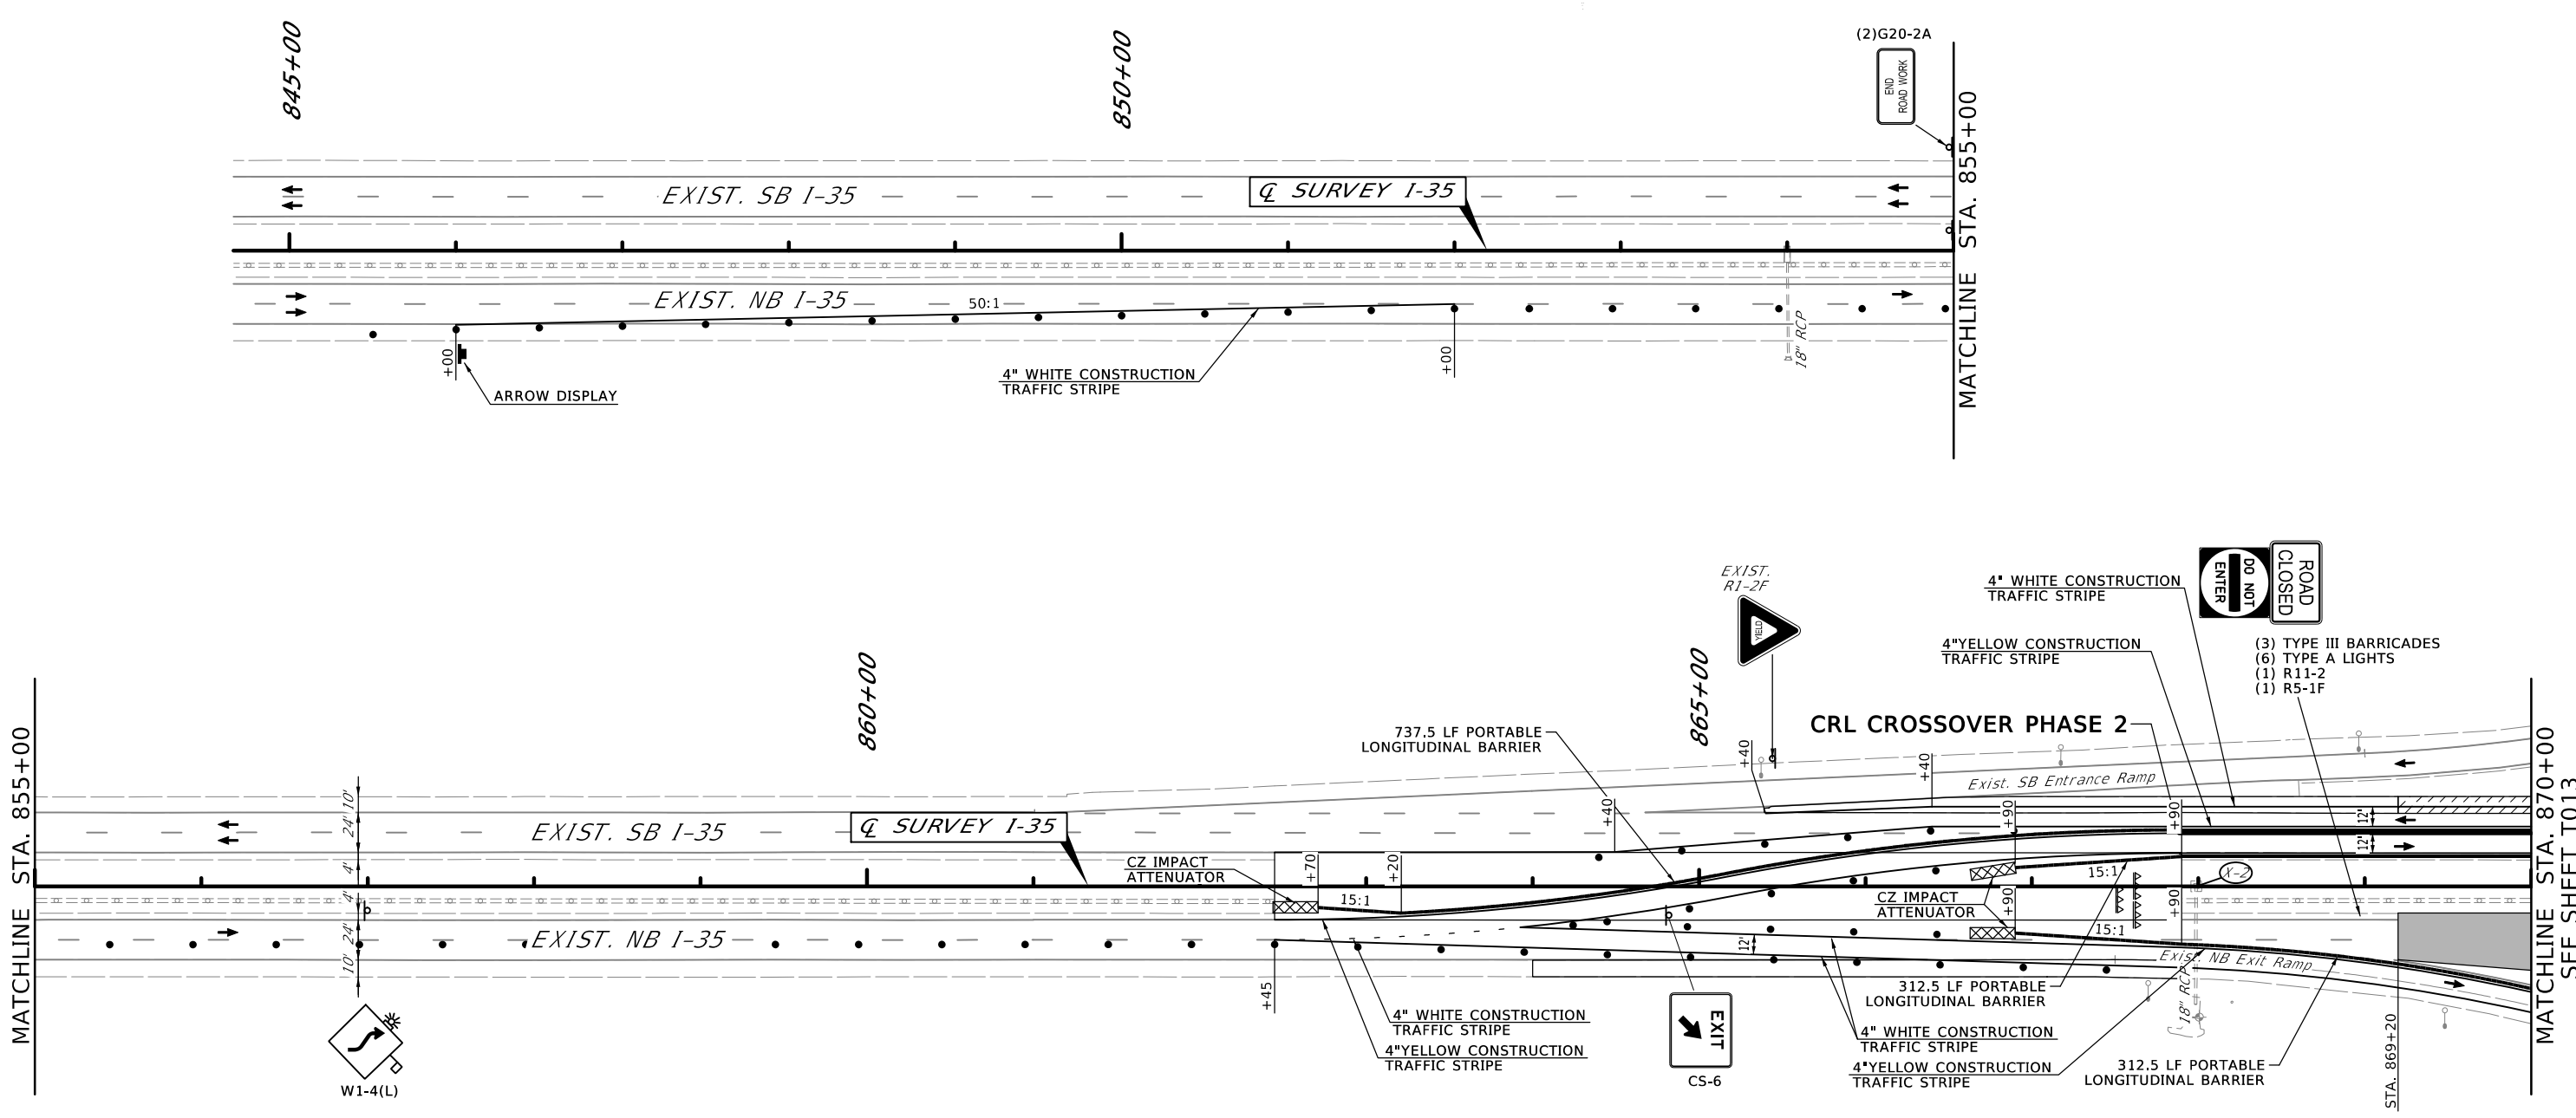 845+00
850+00
(2)G20-2A
END
ROAD WORK
EXIST. SB I-35
℄ SURVEY I-35
MATCHLINE STA. 855+00
EXIST. NB I-35
50:1
+00
ARROW DISPLAY
4" WHITE CONSTRUCTION
TRAFFIC STRIPE
+00
18" RCP
MATCHLINE STA. 855+00
860+00
865+00
EXIST.
R1-2F
YIELD
4" WHITE CONSTRUCTION
TRAFFIC STRIPE
DO NOT
ENTER
ROAD
CLOSED
4"YELLOW CONSTRUCTION
TRAFFIC STRIPE
(3) TYPE III BARRICADES
(6) TYPE A LIGHTS
(1) R11-2
(1) R5-1F
737.5 LF PORTABLE
LONGITUDINAL BARRIER
CRL CROSSOVER PHASE 2
+40
+40
+40
Exist. SB Entrance Ramp
10'
24'
4'
4'
24'
10'
EXIST. SB I-35
℄ SURVEY I-35
CZ IMPACT
ATTENUATOR
+70
+20
15:1
+90
+90
12'
12'
15:1
X-2
CZ IMPACT
ATTENUATOR
+90
+90
15:1
EXIST. NB I-35
12'
Exist. NB Exit Ramp
+45
18" RCP
312.5 LF PORTABLE
LONGITUDINAL BARRIER
4" WHITE CONSTRUCTION
TRAFFIC STRIPE
4"YELLOW CONSTRUCTION
TRAFFIC STRIPE
EXIT
CS-6
4" WHITE CONSTRUCTION
TRAFFIC STRIPE
4"YELLOW CONSTRUCTION
TRAFFIC STRIPE
312.5 LF PORTABLE
LONGITUDINAL BARRIER
STA. 869+20
W1-4(L)
MATCHLINE STA. 870+00
SEE SHEET T013